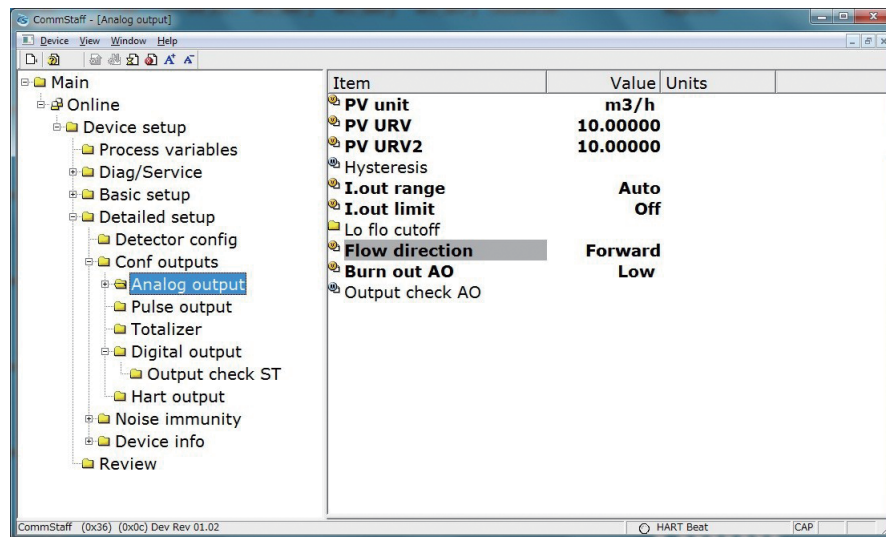 CommStaff - [Analog output]
Device View Window Help
Main
Online
Device setup
Process variables
Diag/Service
Basic setup
Detailed setup
Detector config
Conf outputs
Analog output
Pulse output
Totalizer
Digital output
Output check ST
Hart output
Noise immunity
Device info
Review
Item Value Units
PV unit m3/h
PV URV 10.00000
PV URV2 10.00000
Hysteresis
I.out range Auto
I.out limit Off
Lo flo cutoff
Flow direction Forward
Burn out AO Low
Output check AO
CommStaff (0x36) (0x0c) Dev Rev 01.02 HART Beat CAP